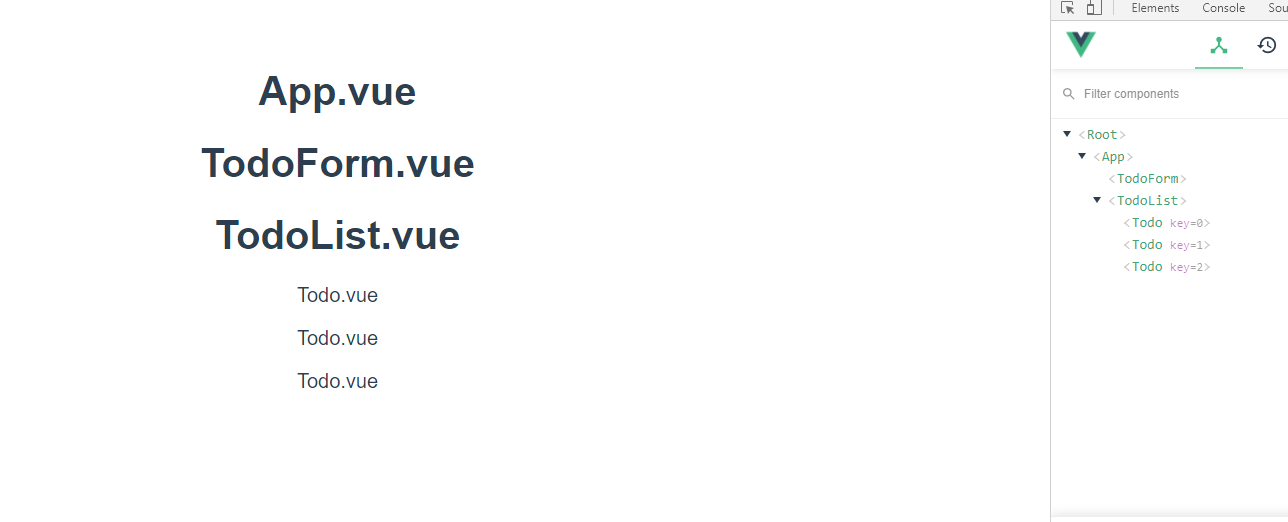 App.vue
TodoForm.vue
TodoList.vue
Todo.vue
Todo.vue
Todo.vue
Elements Console Sou
Filter components
<Root>
<App>
<TodoForm>
<TodoList>
<Todo key=0>
<Todo key=1>
<Todo key=2>